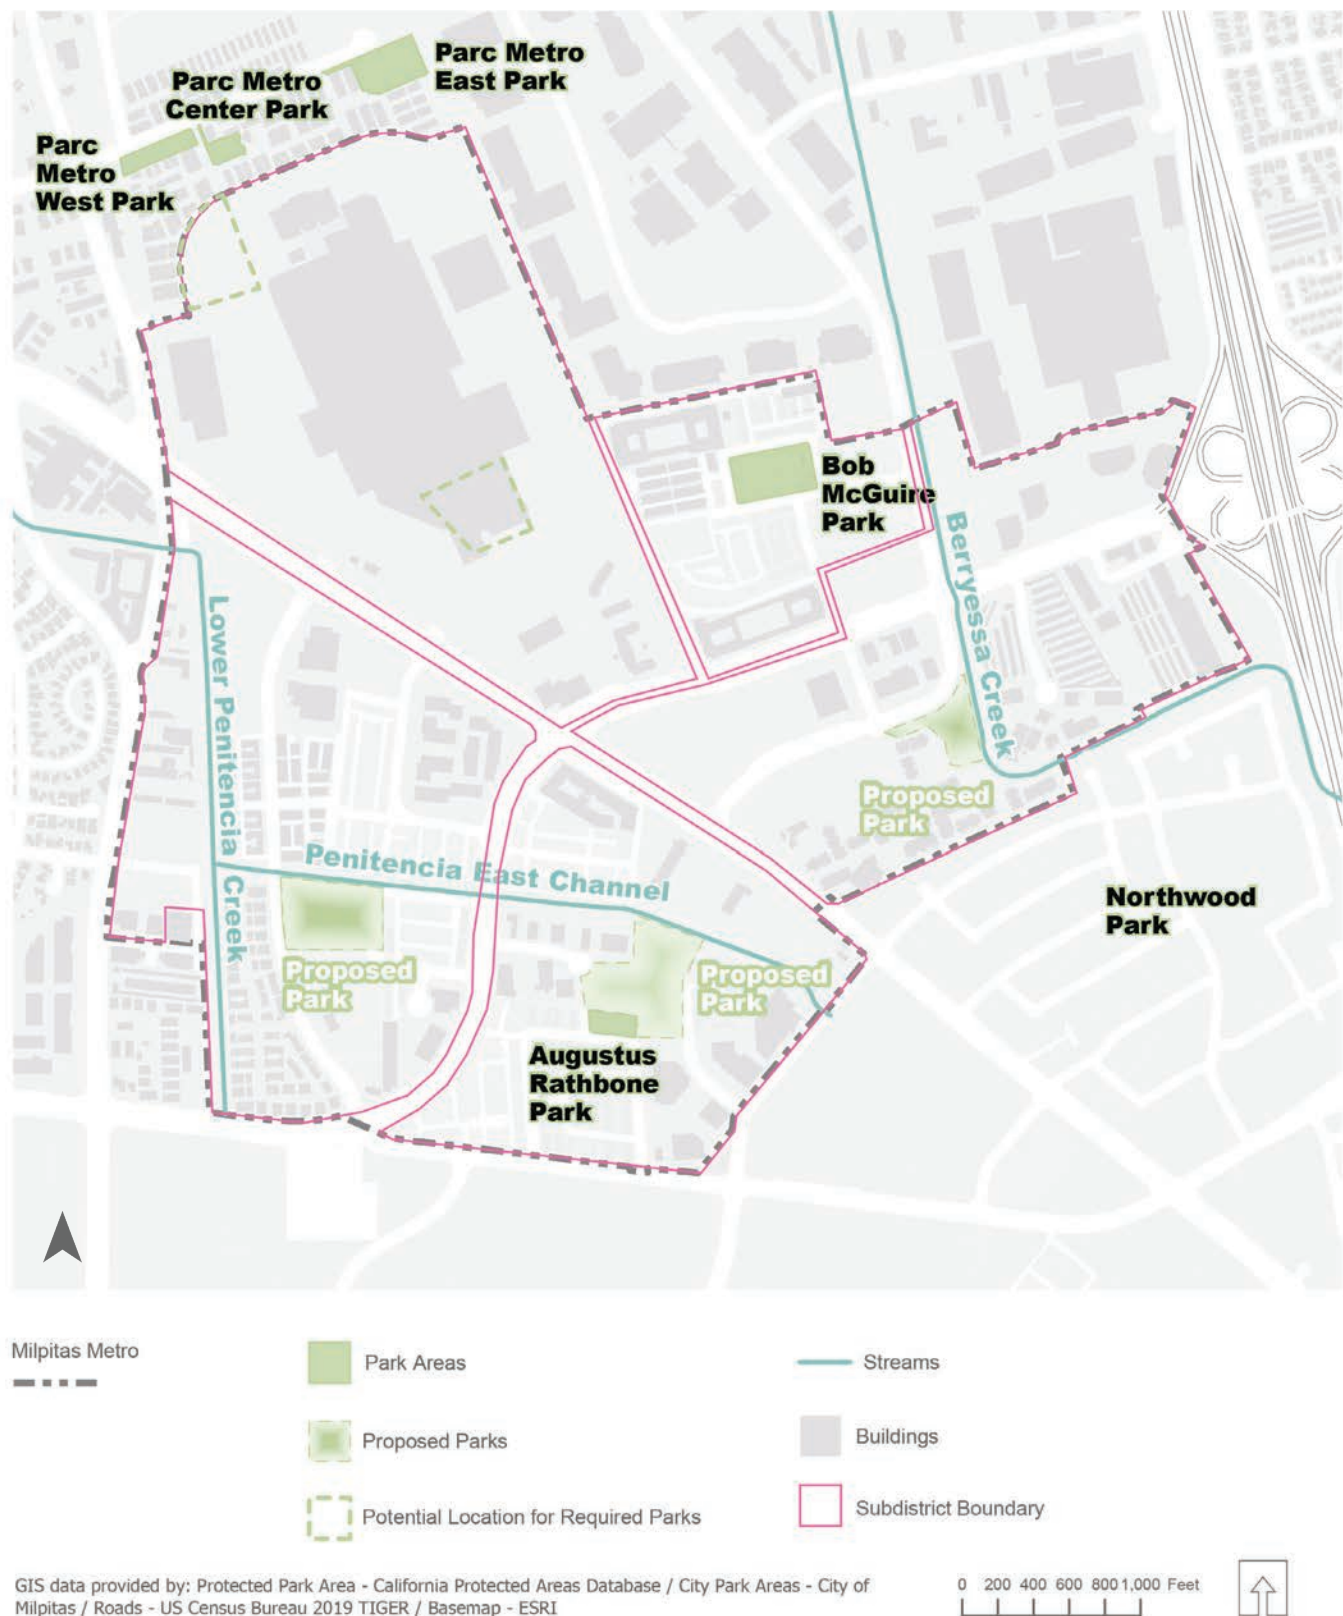 Parc Metro
East Park
Parc Metro
Center Park
Parc
Metro
West Park
Bob
McGuire
Park
Berryessa Creek
Lower Penitencia Creek
Proposed
Park
Penitencia East Channel
Northwood
Park
Proposed
Park
Proposed
Park
Augustus
Rathbone
Park
Milpitas Metro
Park Areas
Streams
Proposed Parks
Buildings
Potential Location for Required Parks
Subdistrict Boundary
GIS data provided by: Protected Park Area - California Protected Areas Database / City Park Areas - City of
Milpitas / Roads - US Census Bureau 2019 TIGER / Basemap - ESRI
0 200 400 600 800 1,000 Feet